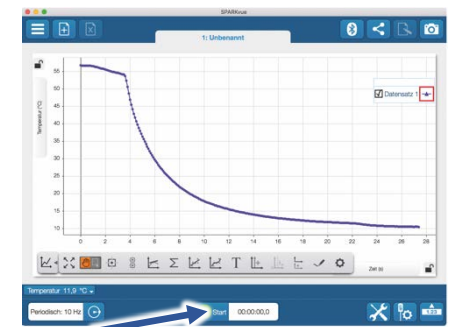 SPARKvue
1: Unbenannt
Datensatz 1
Temperatur (°C)
55
50
45
40
35
30
25
20
15
10
0 2 4 6 8 10 12 14 16 18 20 22 24 26 28
Σ T
Zeit (s)
Temperatur 11,9 °C
Periodisch: 10 Hz
Start 00:00:00,0
1.23